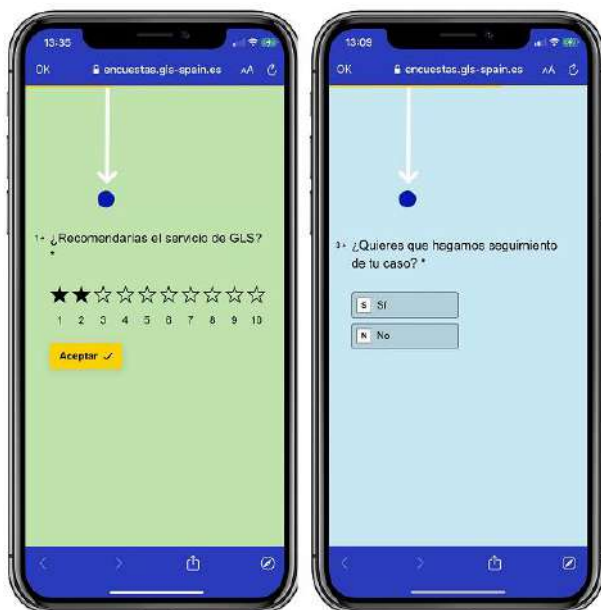 13:35
OK encuestas.gls-spain.es AA
1+ ¿Recomendarías el servicio de GLS?
*
1 2 3 4 5 6 7 8 9 10
Aceptar ✓
13:09
OK encuestas.gls-spain.es AA
3+ ¿Quieres que hagamos seguimiento
de tu caso? *
S Sí
N No